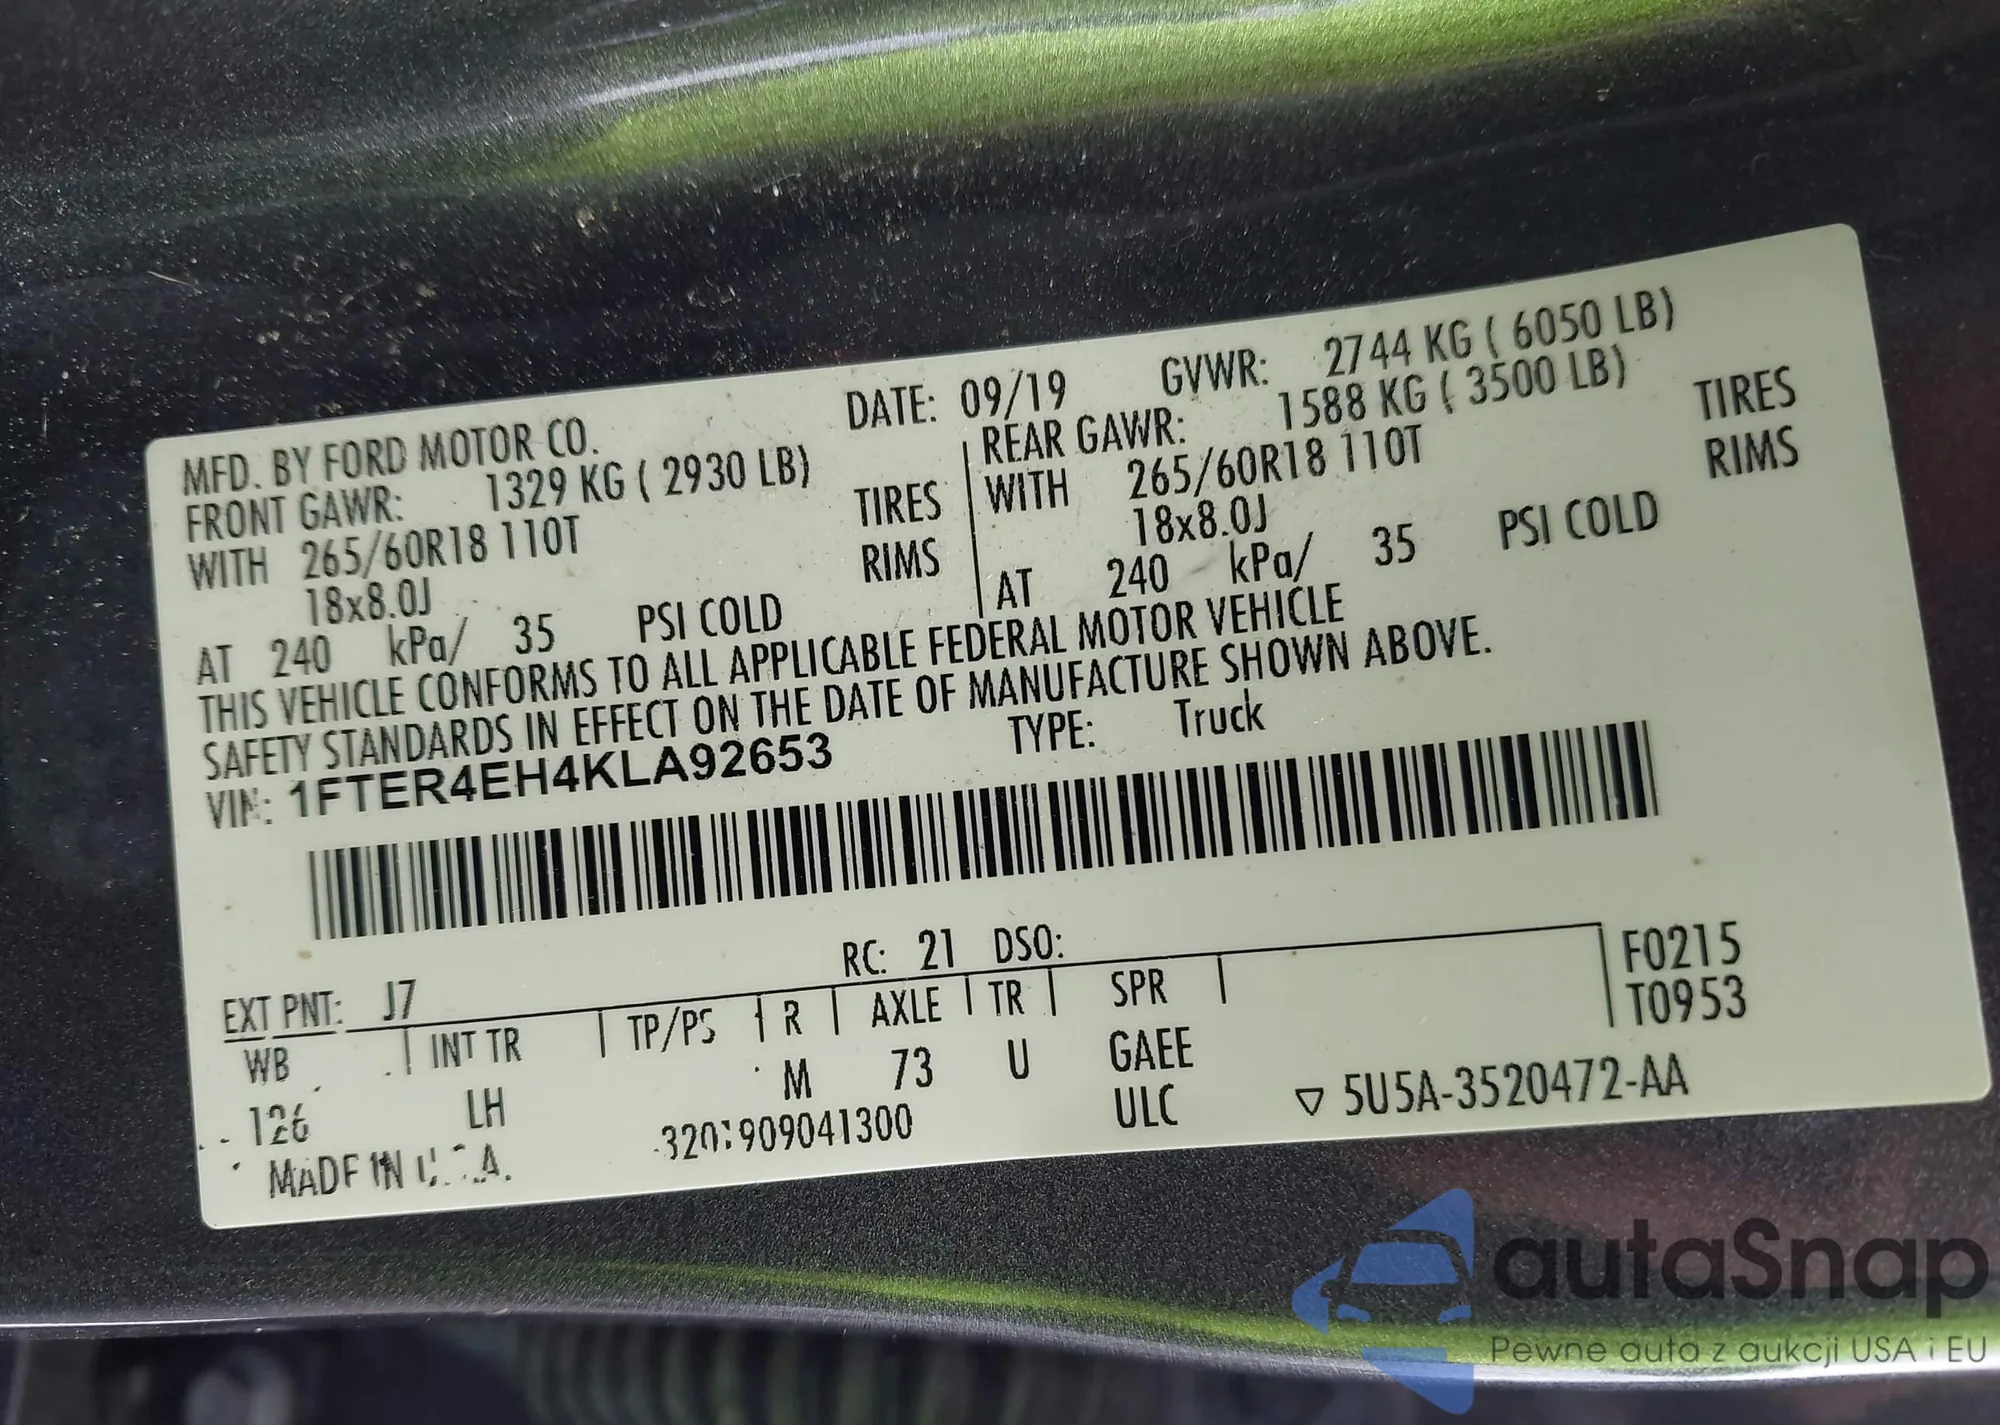 MFD. BY FORD MOTOR CO. DATE: 09/19 GVWR: 2744 KG ( 6050 LB)
FRONT GAWR: 1329 KG ( 2930 LB) REAR GAWR: 1588 KG ( 3500 LB)
WITH 265/60R18 110T TIRES WITH 265/60R18 110T TIRES
18x8.0J RIMS 18x8.0J RIMS
AT 240 kPa/ 35 PSI COLD AT 240 kPa/ 35 PSI COLD
THIS VEHICLE CONFORMS TO ALL APPLICABLE FEDERAL MOTOR VEHICLE
SAFETY STANDARDS IN EFFECT ON THE DATE OF MANUFACTURE SHOWN ABOVE.
VIN: 1FTER4EH4KLA92653 TYPE: Truck
EXT PNT: J7 RC: 21 DSO: F0215
WB INT TR TP/PS R AXLE TR SPR T0953
126 LH M 73 U GAEE
MADE IN U.S.A. ULC ▽ 5U5A-3520472-AA
autaSnap
Pewne auta z aukcji USA i EU